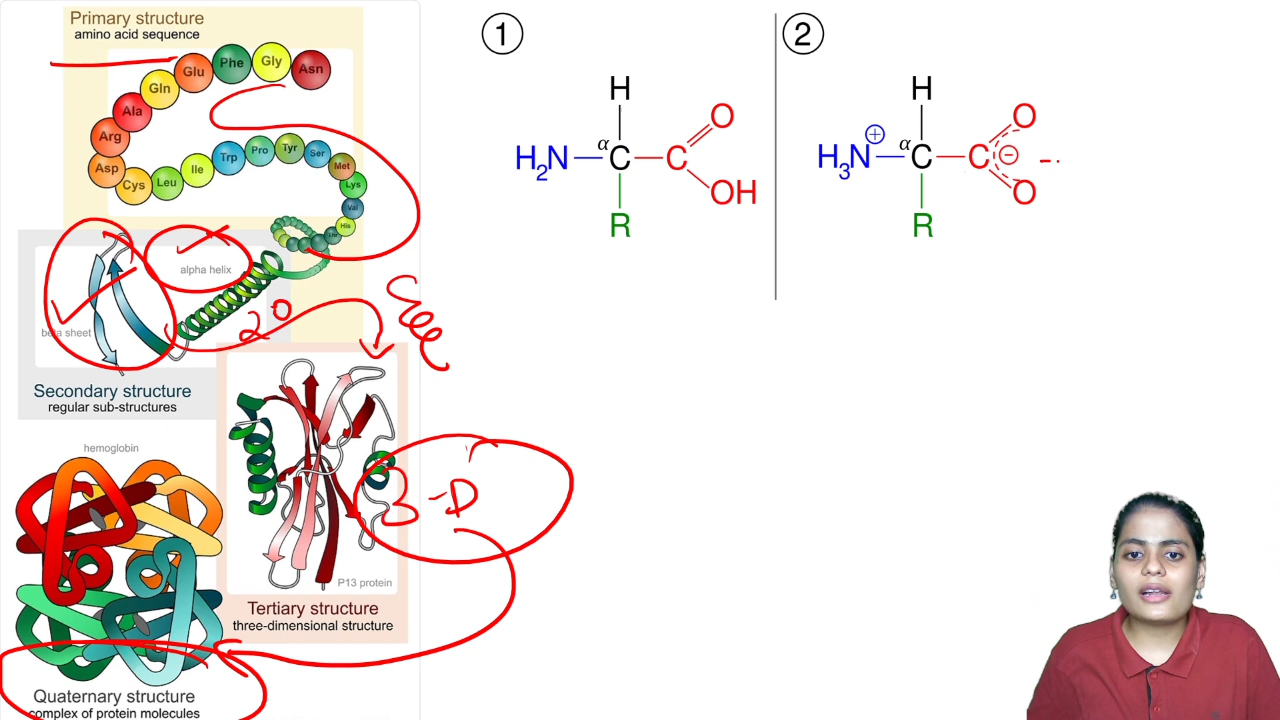 Primary structure
amino acid sequence
Asn
Gly
Phe
Glu
Gln
Ala
Arg
Asp
Cys
Leu
Ile
Trp
Pro
Tyr
Ser
Met
Lys
Val
His
alpha helix
beta sheet
2°
Secondary structure
regular sub-structures
3-D
P13 protein
Tertiary structure
three-dimensional structure
hemoglobin
Quaternary structure
complex of protein molecules
1
H
O
H2N α C C
OH
R
2
H
O
H3N + α C C -
O
R